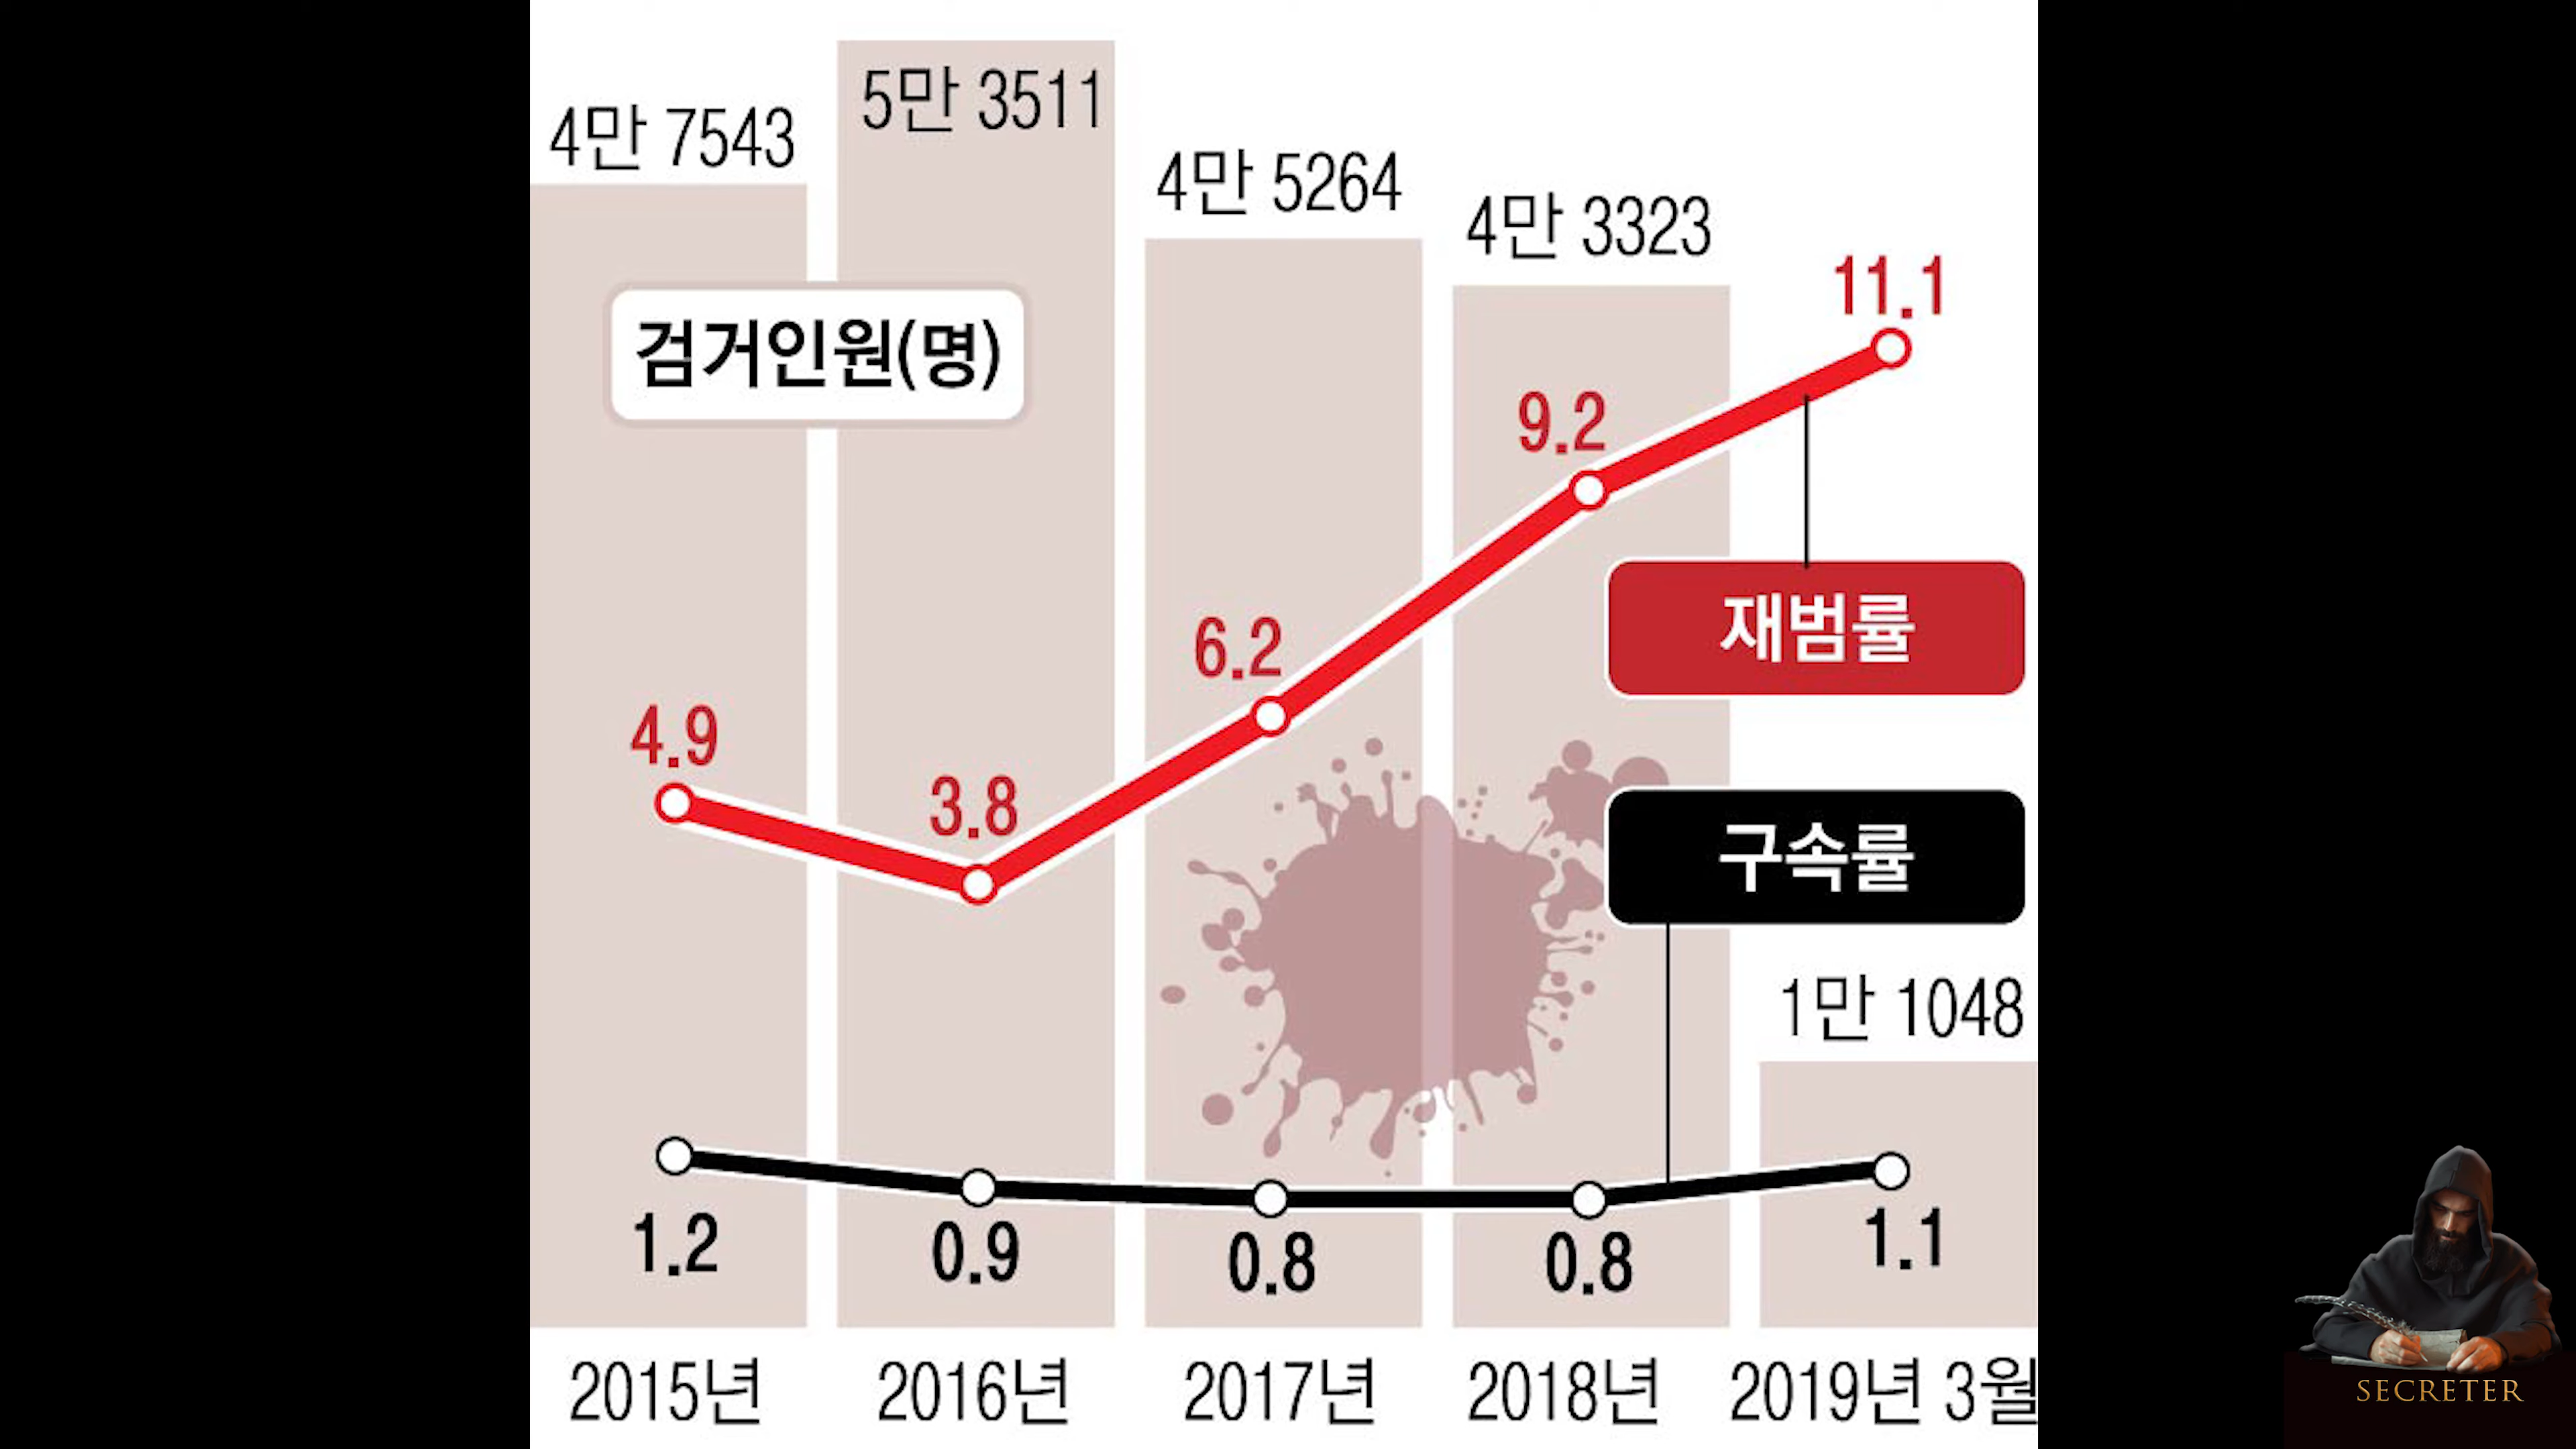 4만 7543
5만 3511
4만 5264
4만 3323
검거인원(명)
11.1
9.2
6.2
4.9
3.8
재범률
구속률
1만 1048
1.2
0.9
0.8
0.8
1.1
2015년
2016년
2017년
2018년
2019년 3월
SECRETER